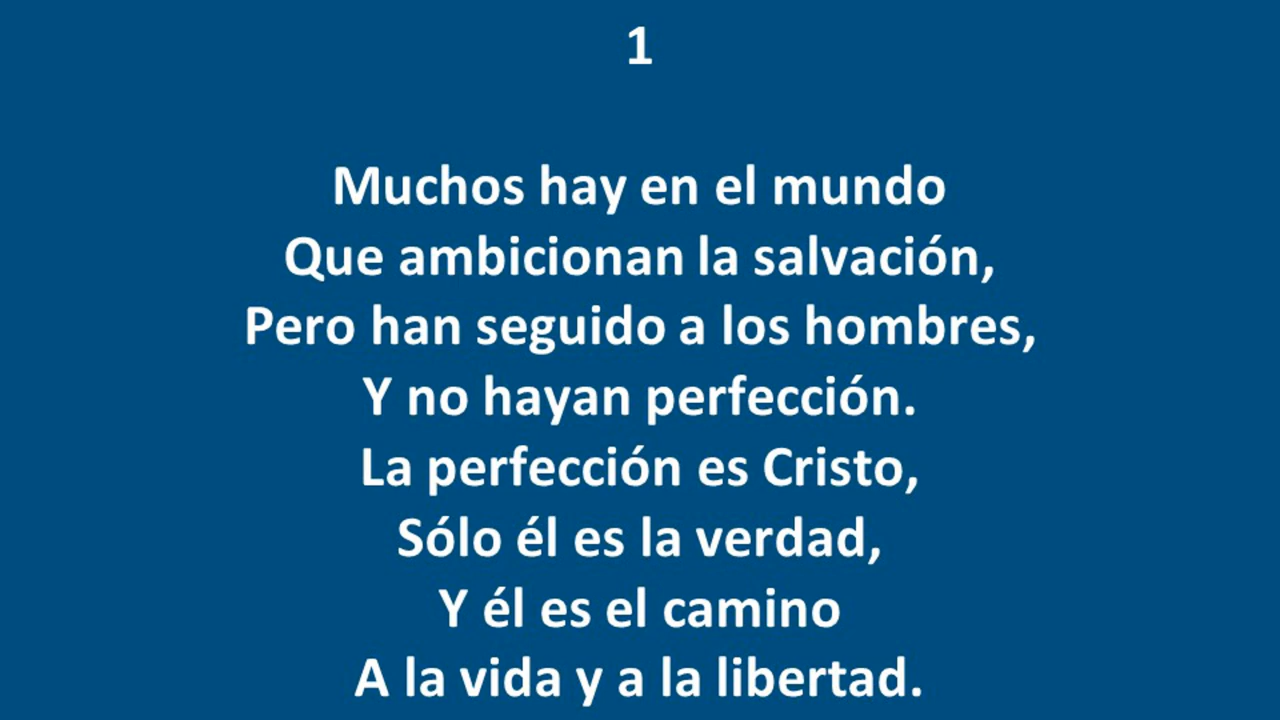 1
Muchos hay en el mundo
Que ambicionan la salvación,
Pero han seguido a los hombres,
Y no hayan perfección.
La perfección es Cristo,
Sólo él es la verdad,
Y él es el camino
A la vida y a la libertad.